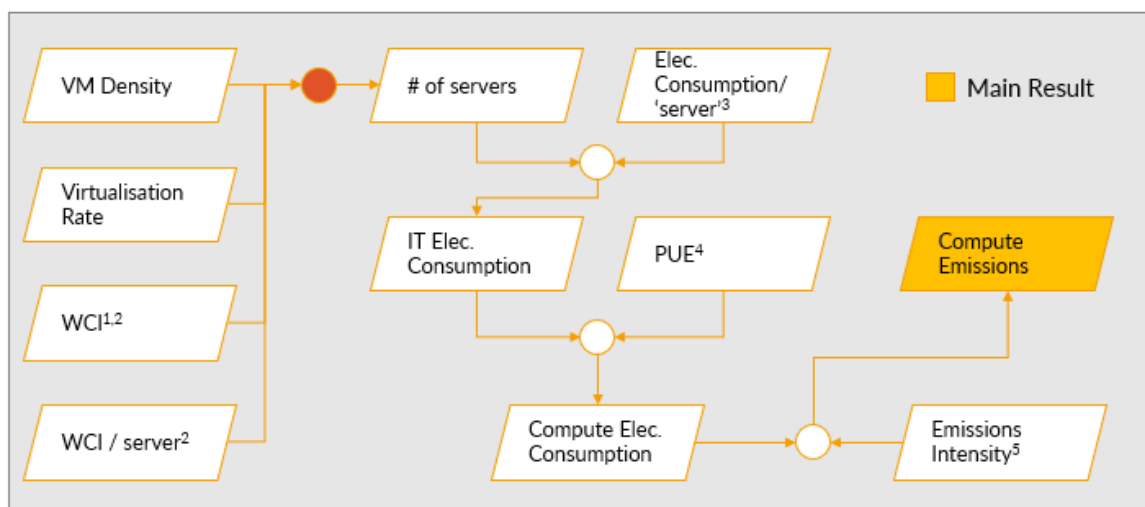 VM Density
# of servers
Elec.
Consumption/
'server'³
Main Result
Virtualisation
Rate
IT Elec.
Consumption
PUE⁴
Compute
Emissions
WCI¹,²
WCI / server²
Compute Elec.
Consumption
Emissions
Intensity⁵